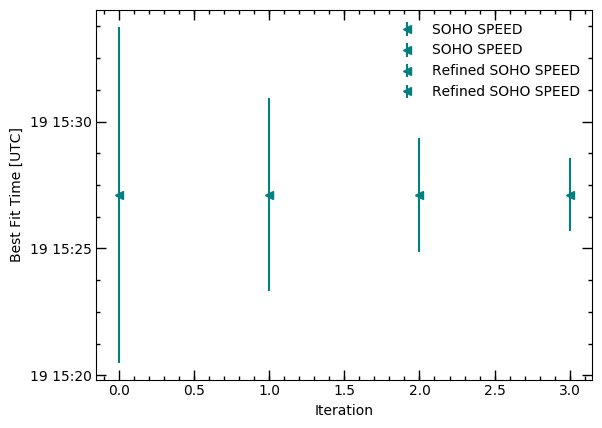 SOHO SPEED
SOHO SPEED
Refined SOHO SPEED
Refined SOHO SPEED
Best Fit Time [UTC]
19 15:30
19 15:25
19 15:20
0.0 0.5 1.0 1.5 2.0 2.5 3.0
Iteration